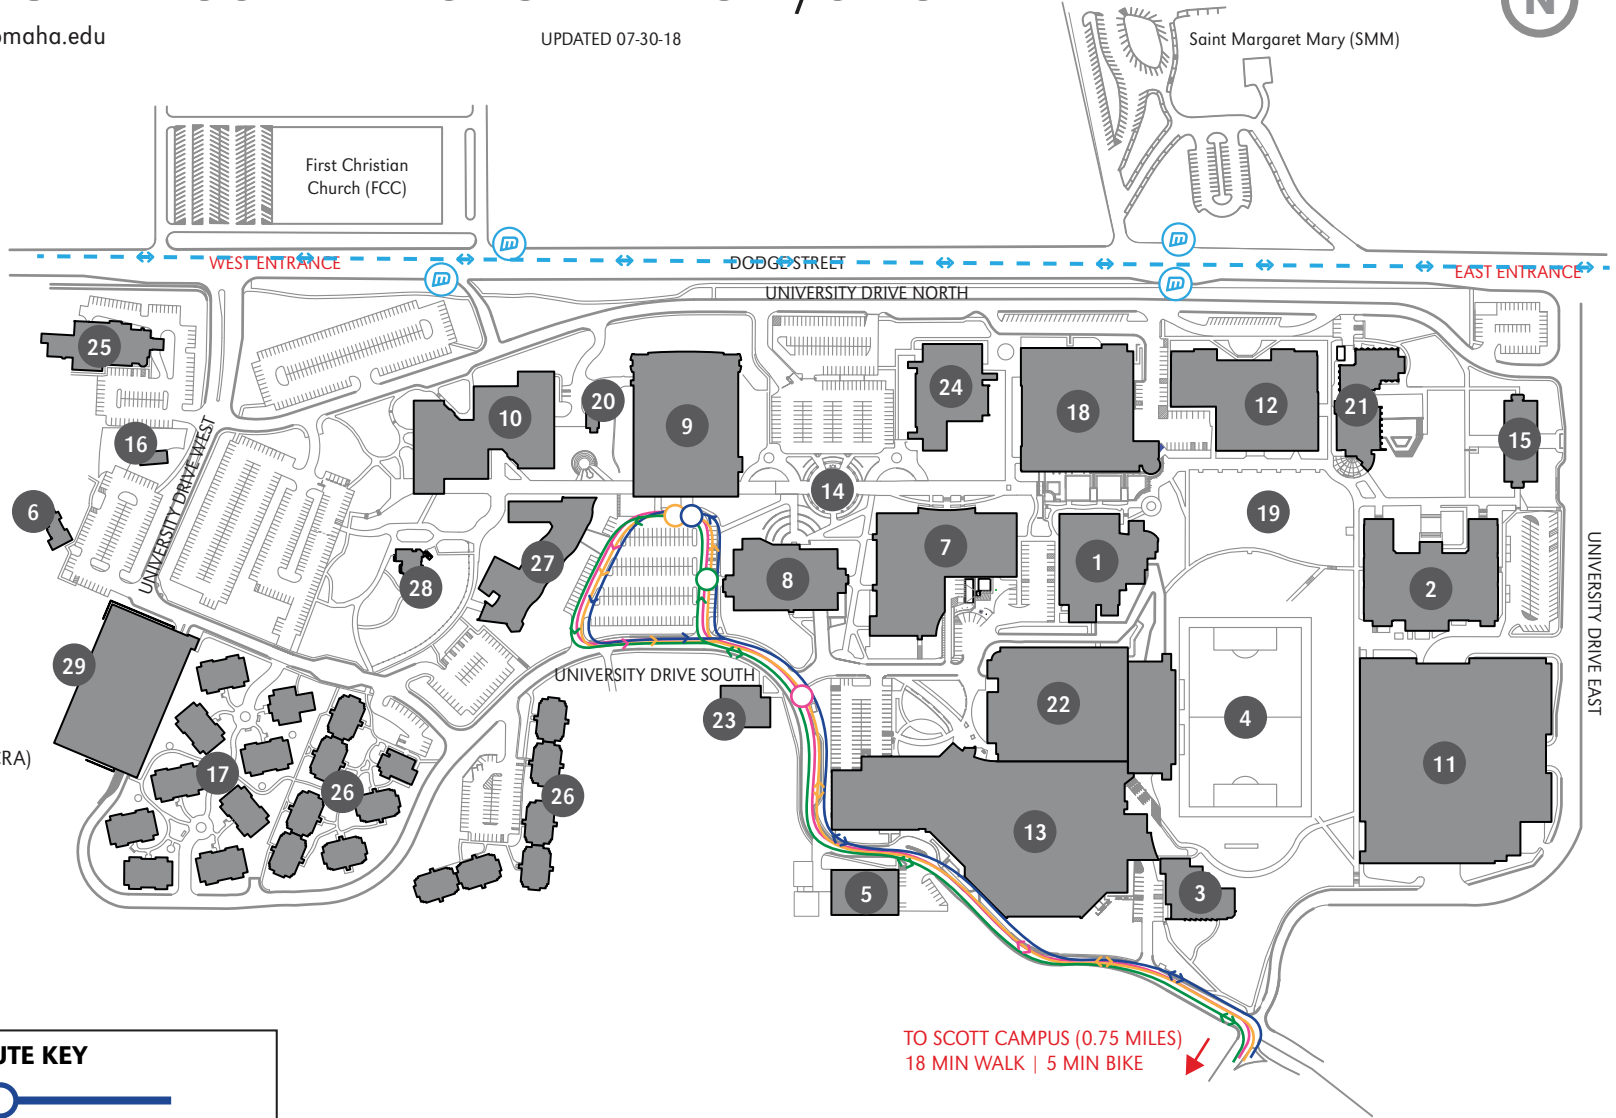 omaha.edu
UPDATED 07-30-18
Saint Margaret Mary (SMM)
N
First Christian
Church (FCC)
WEST ENTRANCE
DODGE STREET
EAST ENTRANCE
UNIVERSITY DRIVE NORTH
25
24
20
10
9
18
12
21
15
16
UNIVERSITY DRIVE WEST
14
6
19
7
27
1
8
28
2
UNIVERSITY DRIVE EAST
29
UNIVERSITY DRIVE SOUTH
22
23
4
CRA)
17
26
26
11
13
5
3
TO SCOTT CAMPUS (0.75 MILES)
18 MIN WALK | 5 MIN BIKE
UTE KEY